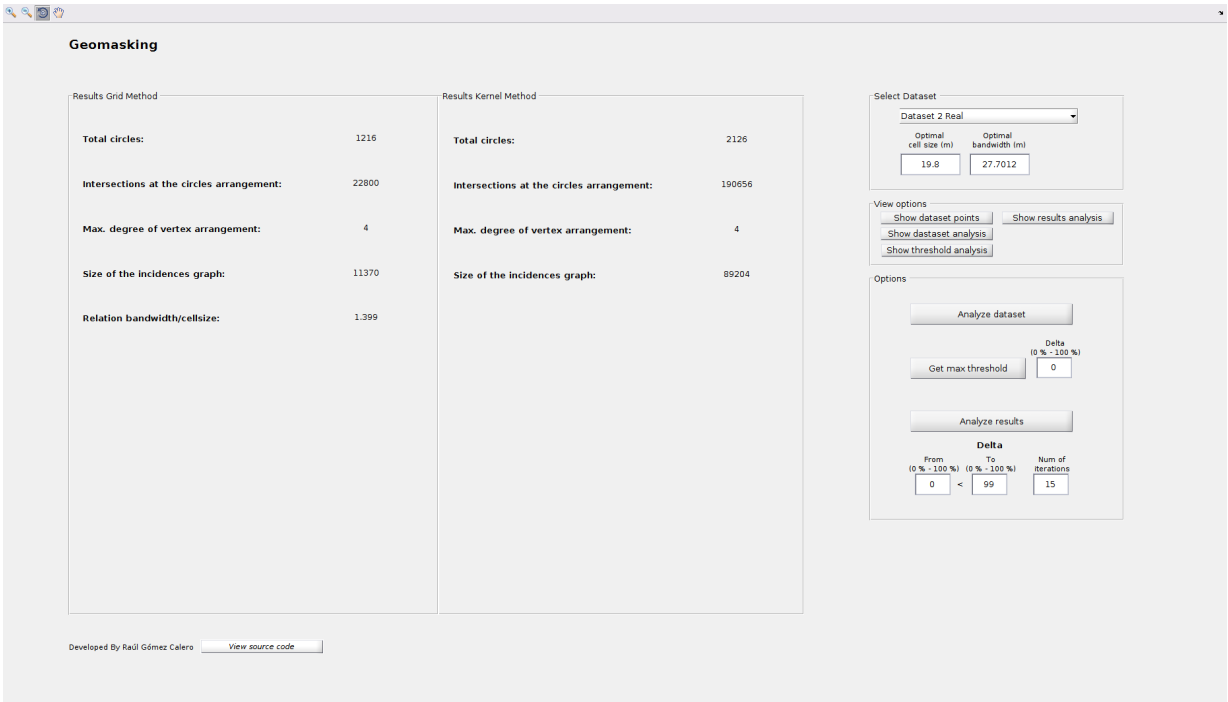 Geomasking
Results Grid Method
Total circles: 1216
Intersections at the circles arrangement: 22800
Max. degree of vertex arrangement: 4
Size of the incidences graph: 11370
Relation bandwidth/cellsize: 1.399
Results Kernel Method
Total circles: 2126
Intersections at the circles arrangement: 190656
Max. degree of vertex arrangement: 4
Size of the incidences graph: 89204
Select Dataset
Dataset 2 Real
Optimal
cell size (m)
Optimal
bandwidth (m)
19.8 27.7012
View options
Show dataset points Show results analysis
Show dastaset analysis
Show threshold analysis
Options
Analyze dataset
Delta
(0 % - 100 %)
Get max threshold 0
Analyze results
Delta
From
(0 % - 100 %)
To
(0 % - 100 %)
Num of
iterations
0 < 99 15
Developed By Raúl Gómez Calero View source code